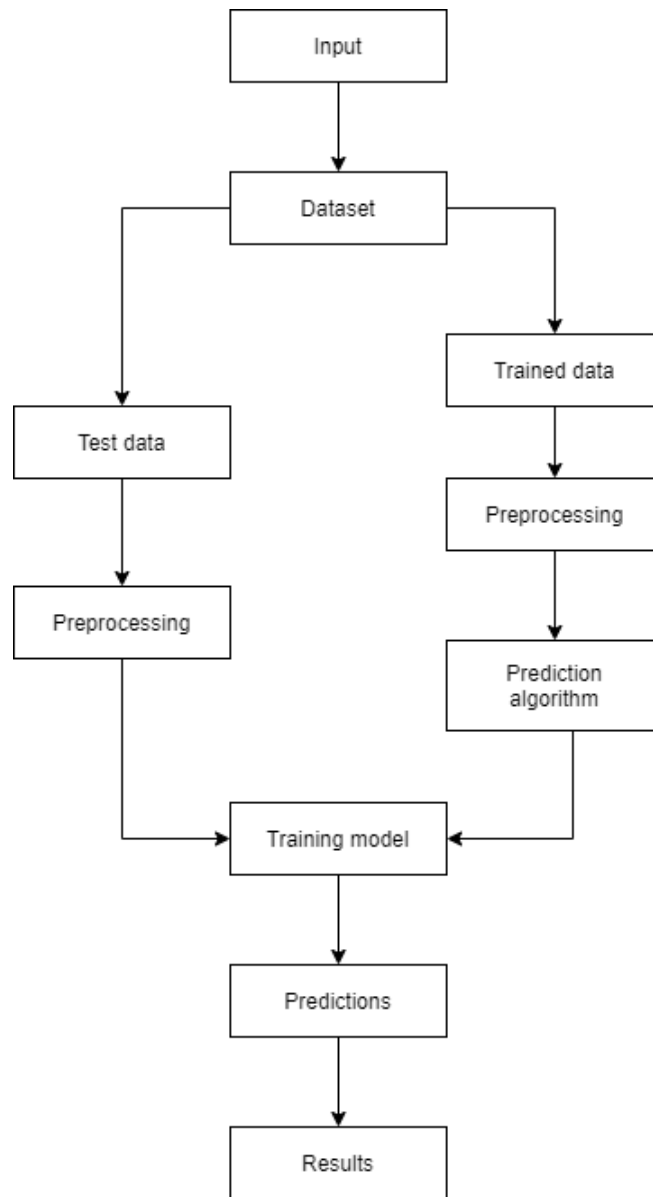 Input
Dataset
Trained data
Test data
Preprocessing
Preprocessing
Prediction
algorithm
Training model
Predictions
Results